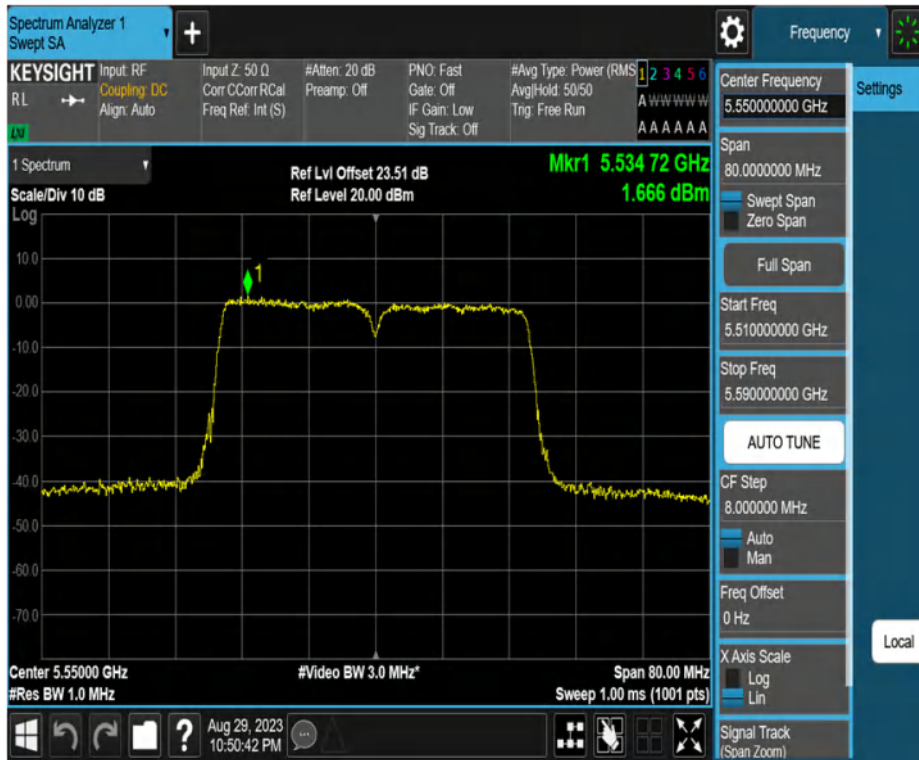 Spectrum Analyzer 1
Swept SA
+
Frequency
KEYSIGHT
RL
LXI
Input: RF
Coupling: DC
Align: Auto
Input Z: 50 Ω
Corr CCorr RCal
Freq Ref: Int (S)
#Atten: 20 dB
Preamp: Off
PNO: Fast
Gate: Off
IF Gain: Low
Sig Track: Off
#Avg Type: Power (RMS
Avg|Hold: 50/50
Trig: Free Run
1 2 3 4 5 6
A W W W W W
A A A A A A
1 Spectrum
Scale/Div 10 dB
Log
Ref Lvl Offset 23.51 dB
Ref Level 20.00 dBm
Mkr1 5.534 72 GHz
1.666 dBm
10.0
0.00
-10.0
-20.0
-30.0
-40.0
-50.0
-60.0
-70.0
1
Center 5.55000 GHz
#Res BW 1.0 MHz
#Video BW 3.0 MHz*
Span 80.00 MHz
Sweep 1.00 ms (1001 pts)
?
Aug 29, 2023
10:50:42 PM
Center Frequency
5.550000000 GHz
Span
80.0000000 MHz
Swept Span
Zero Span
Full Span
Start Freq
5.510000000 GHz
Stop Freq
5.590000000 GHz
AUTO TUNE
CF Step
8.000000 MHz
Auto
Man
Freq Offset
0 Hz
X Axis Scale
Log
Lin
Signal Track
(Span Zoom)
Settings
Local